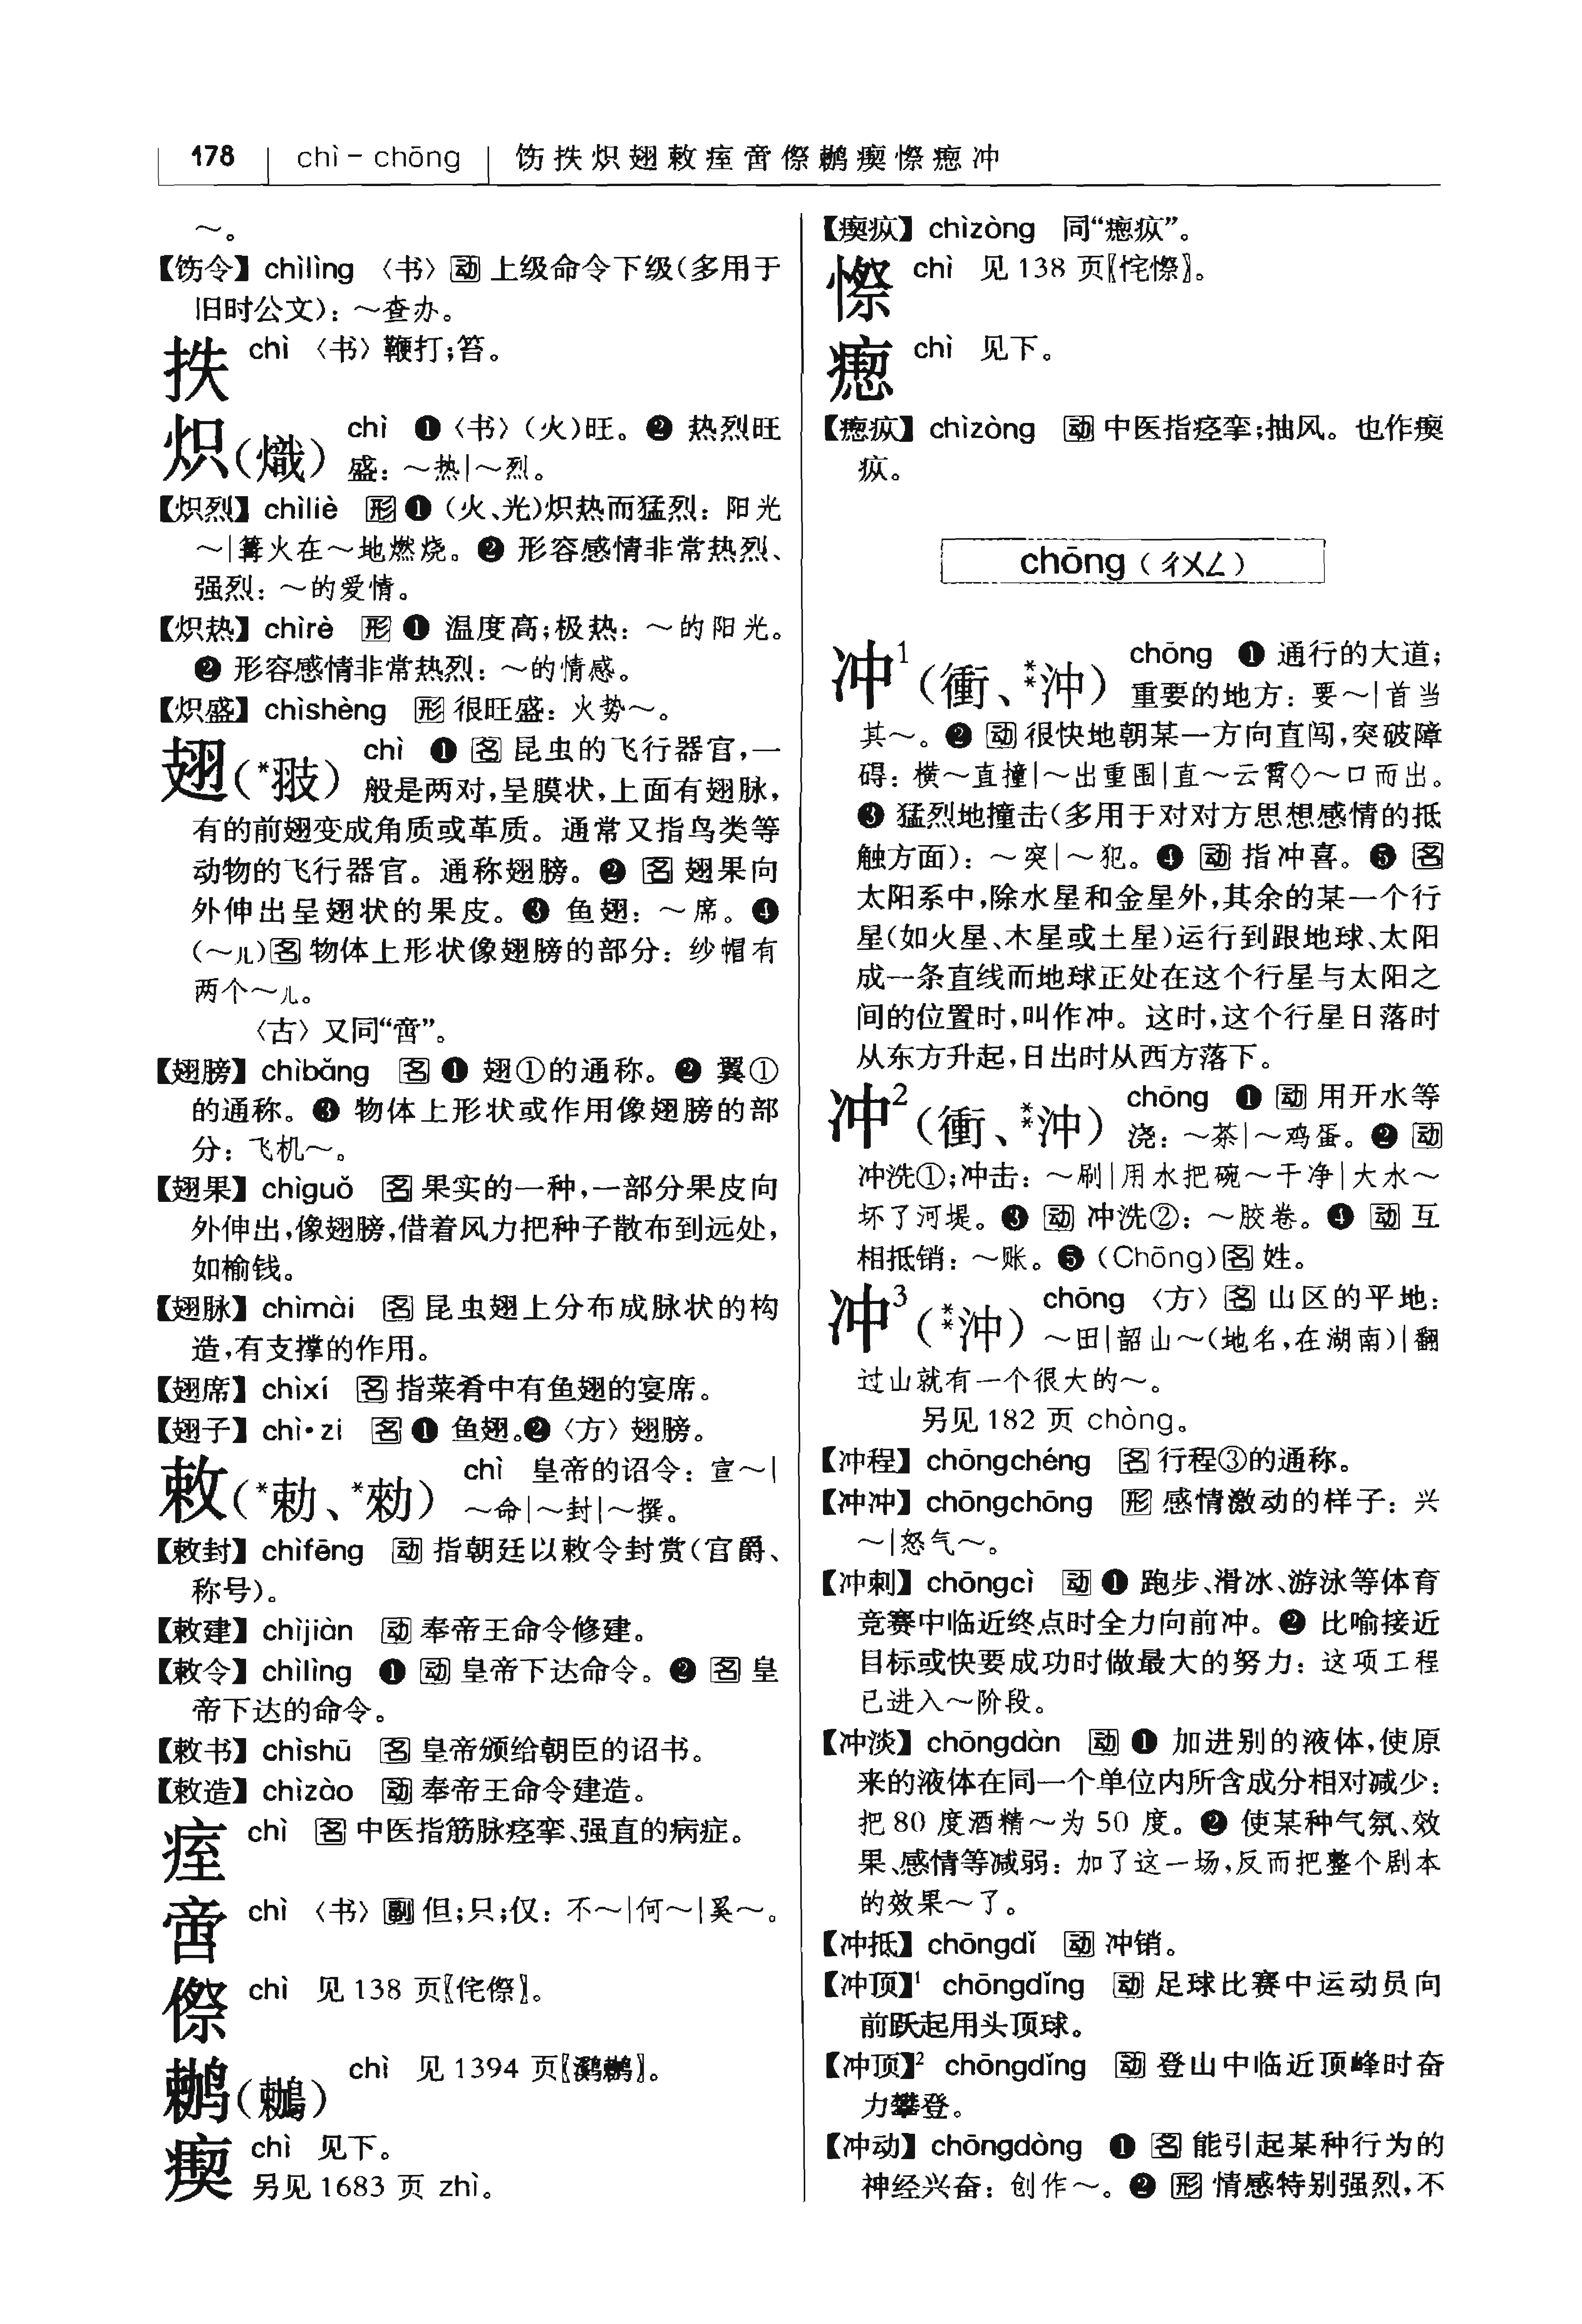 178 chì－chōng 饬抶炽翅敕痓啻傺鶒瘈憏瘛冲
～。
【饬令】chìlìng 〈书〉动 上级命令下级(多用于
旧时公文)：～查办。
抶 chì 〈书〉鞭打;笞。
炽(熾) chì ❶〈书〉(火)旺。❷ 热烈旺
盛：～热|～烈。
【炽烈】chìliè 形 ❶ (火、光)炽热而猛烈：阳光
～|篝火在～地燃烧。❷ 形容感情非常热烈、
强烈：～的爱情。
【炽热】chìrè 形 ❶ 温度高;极热：～的阳光。
❷ 形容感情非常热烈：～的情感。
【炽盛】chìshèng 形 很旺盛：火势～。
翅(*翄) chì ❶ 名 昆虫的飞行器官,一
般是两对,呈膜状,上面有翅脉,
有的前翅变成角质或革质。通常又指鸟类等
动物的飞行器官。通称翅膀。❷ 名 翅果向
外伸出呈翅状的果皮。❸ 鱼翅：～席。❹
(～儿)名 物体上形状像翅膀的部分：纱帽有
两个～儿。
〈古〉又同“啻”。
【翅膀】chìbǎng 名 ❶ 翅①的通称。❷ 翼①
的通称。❸ 物体上形状或作用像翅膀的部
分：飞机～。
【翅果】chìguǒ 名 果实的一种,一部分果皮向
外伸出,像翅膀,借着风力把种子散布到远处,
如榆钱。
【翅脉】chìmài 名 昆虫翅上分布成脉状的构
造,有支撑的作用。
【翅席】chìxí 名 指菜肴中有鱼翅的宴席。
【翅子】chì·zi 名 ❶ 鱼翅。❷〈方〉翅膀。
敕(*勅、*勑) chì 皇帝的诏令：宣～|
～命|～封|～撰。
【敕封】chìfēng 动 指朝廷以敕令封赏(官爵、
称号)。
【敕建】chìjiàn 动 奉帝王命令修建。
【敕令】chìlìng ❶ 动 皇帝下达命令。❷ 名 皇
帝下达的命令。
【敕书】chìshū 名 皇帝颁给朝臣的诏书。
【敕造】chìzào 动 奉帝王命令建造。
痓 chì 名 中医指筋脉痉挛、强直的病症。
啻 chì 〈书〉副 但;只;仅：不～|何～|奚～。
傺 chì 见138页〖侘傺〗。
鶒(鶒) chì 见1394页〖㶉鶒〗。
瘈 chì 见下。
另见1683页 zhì。
【瘈疭】chìzòng 同“瘛疭”。
憏 chì 见138页〖侘憏〗。
瘛 chì 见下。
【瘛疭】chìzòng 动 中医指痉挛;抽风。也作瘈
疭。
chōng (ㄔㄨㄥ)
冲¹(衝、**沖) chōng ❶ 通行的大道;
重要的地方：要～|首当
其～。❷ 动 很快地朝某一方向直闯,突破障
碍：横～直撞|～出重围|直～云霄◇～口而出。
❸ 猛烈地撞击(多用于对对方思想感情的抵
触方面)：～突|～犯。❹ 动 指冲喜。❺ 名
太阳系中,除水星和金星外,其余的某一个行
星(如火星、木星或土星)运行到跟地球、太阳
成一条直线而地球正处在这个行星与太阳之
间的位置时,叫作冲。这时,这个行星日落时
从东方升起,日出时从西方落下。
冲²(衝、**沖) chōng ❶ 动 用开水等
浇：～茶|～鸡蛋。❷ 动
冲洗①;冲击：～刷|用水把碗～干净|大水～
坏了河堤。❸ 动 冲洗②：～胶卷。❹ 动 互
相抵销：～账。❺ (Chōng)名 姓。
冲³(**沖) chōng 〈方〉名 山区的平地：
～田|韶山～(地名,在湖南)|翻
过山就有一个很大的～。
另见182页 chòng。
【冲程】chōngchéng 名 行程③的通称。
【冲冲】chōngchōng 形 感情激动的样子：兴
～|怒气～。
【冲刺】chōngcì 动 ❶ 跑步、滑冰、游泳等体育
竞赛中临近终点时全力向前冲。❷ 比喻接近
目标或快要成功时做最大的努力：这项工程
已进入～阶段。
【冲淡】chōngdàn 动 ❶ 加进别的液体,使原
来的液体在同一个单位内所含成分相对减少：
把80度酒精～为50度。❷ 使某种气氛、效
果、感情等减弱：加了这一场,反而把整个剧本
的效果～了。
【冲抵】chōngdǐ 动 冲销。
【冲顶】¹ chōngdǐng 动 足球比赛中运动员向
前跃起用头顶球。
【冲顶】² chōngdǐng 动 登山中临近顶峰时奋
力攀登。
【冲动】chōngdòng ❶ 名 能引起某种行为的
神经兴奋：创作～。❷ 形 情感特别强烈,不